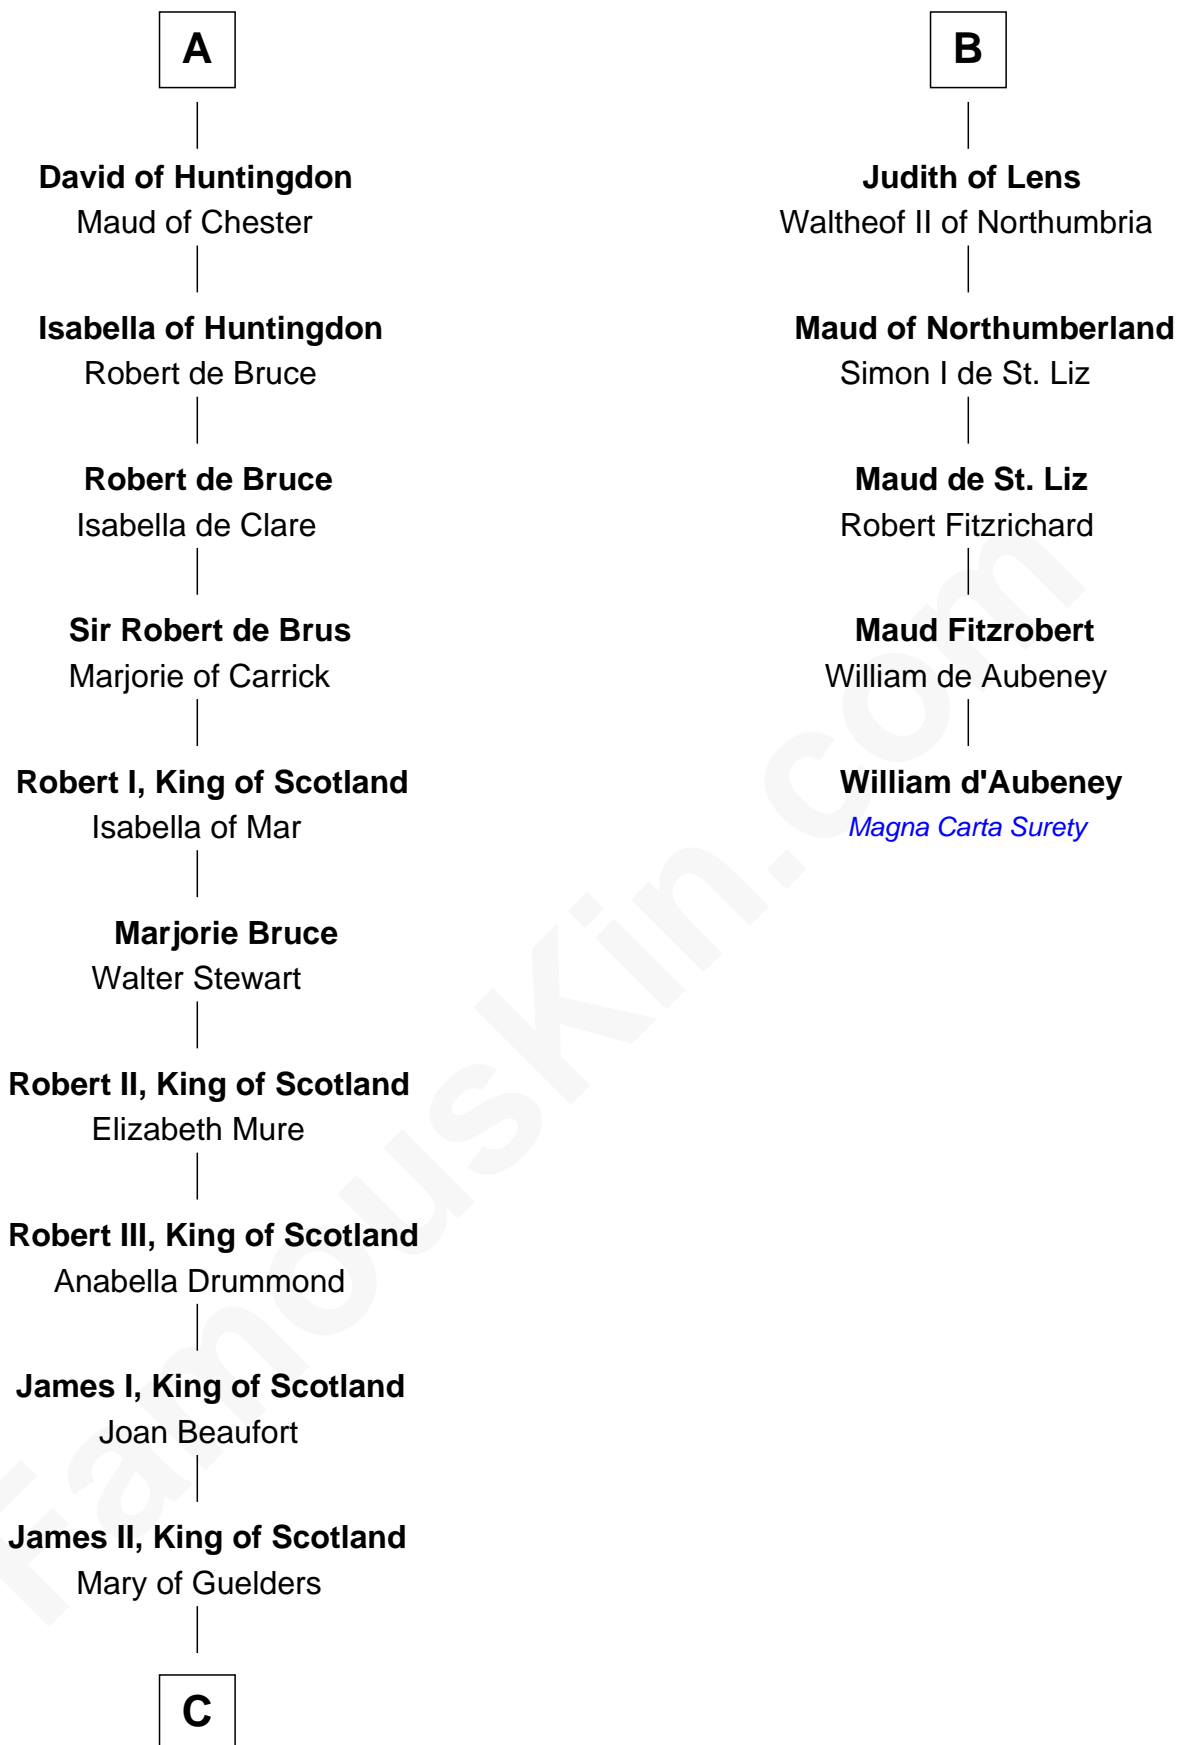 A
David of Huntingdon
Maud of Chester
Isabella of Huntingdon
Robert de Bruce
Robert de Bruce
Isabella de Clare
Sir Robert de Brus
Marjorie of Carrick
Robert I, King of Scotland
Isabella of Mar
Marjorie Bruce
Walter Stewart
Robert II, King of Scotland
Elizabeth Mure
Robert III, King of Scotland
Anabella Drummond
James I, King of Scotland
Joan Beaufort
James II, King of Scotland
Mary of Guelders
C
B
Judith of Lens
Waltheof II of Northumbria
Maud of Northumberland
Simon I de St. Liz
Maud de St. Liz
Robert Fitzrichard
Maud Fitzrobert
William de Aubeney
William d'Aubeney
Magna Carta Surety
FamousKin.com